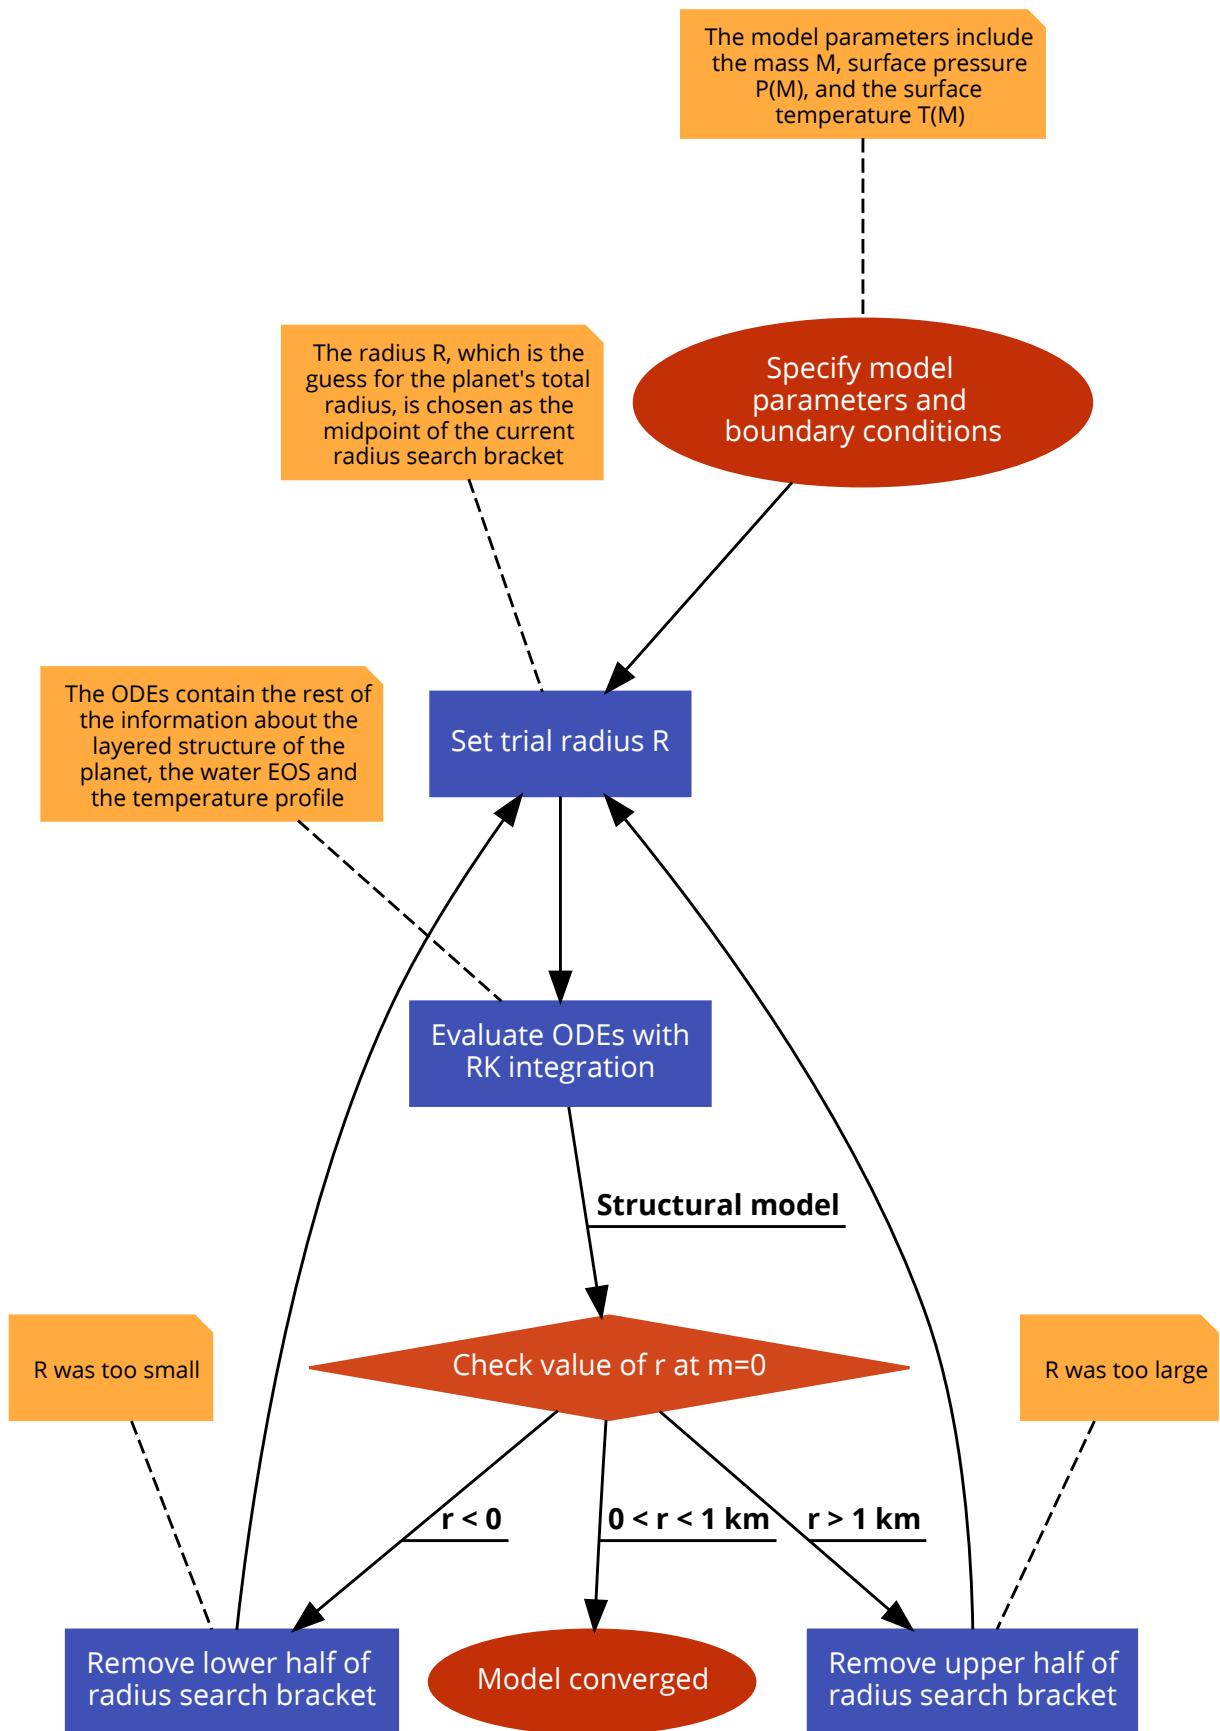 The model parameters include
the mass M, surface pressure
P(M), and the surface
temperature T(M)
The radius R, which is the
guess for the planet's total
radius, is chosen as the
midpoint of the current
radius search bracket
Specify model
parameters and
boundary conditions
The ODEs contain the rest of
the information about the
layered structure of the
planet, the water EOS and
the temperature profile
Set trial radius R
Evaluate ODEs with
RK integration
Structural model
R was too small
Check value of r at m=0
R was too large
r < 0
0 < r < 1 km
r > 1 km
Remove lower half of
radius search bracket
Model converged
Remove upper half of
radius search bracket